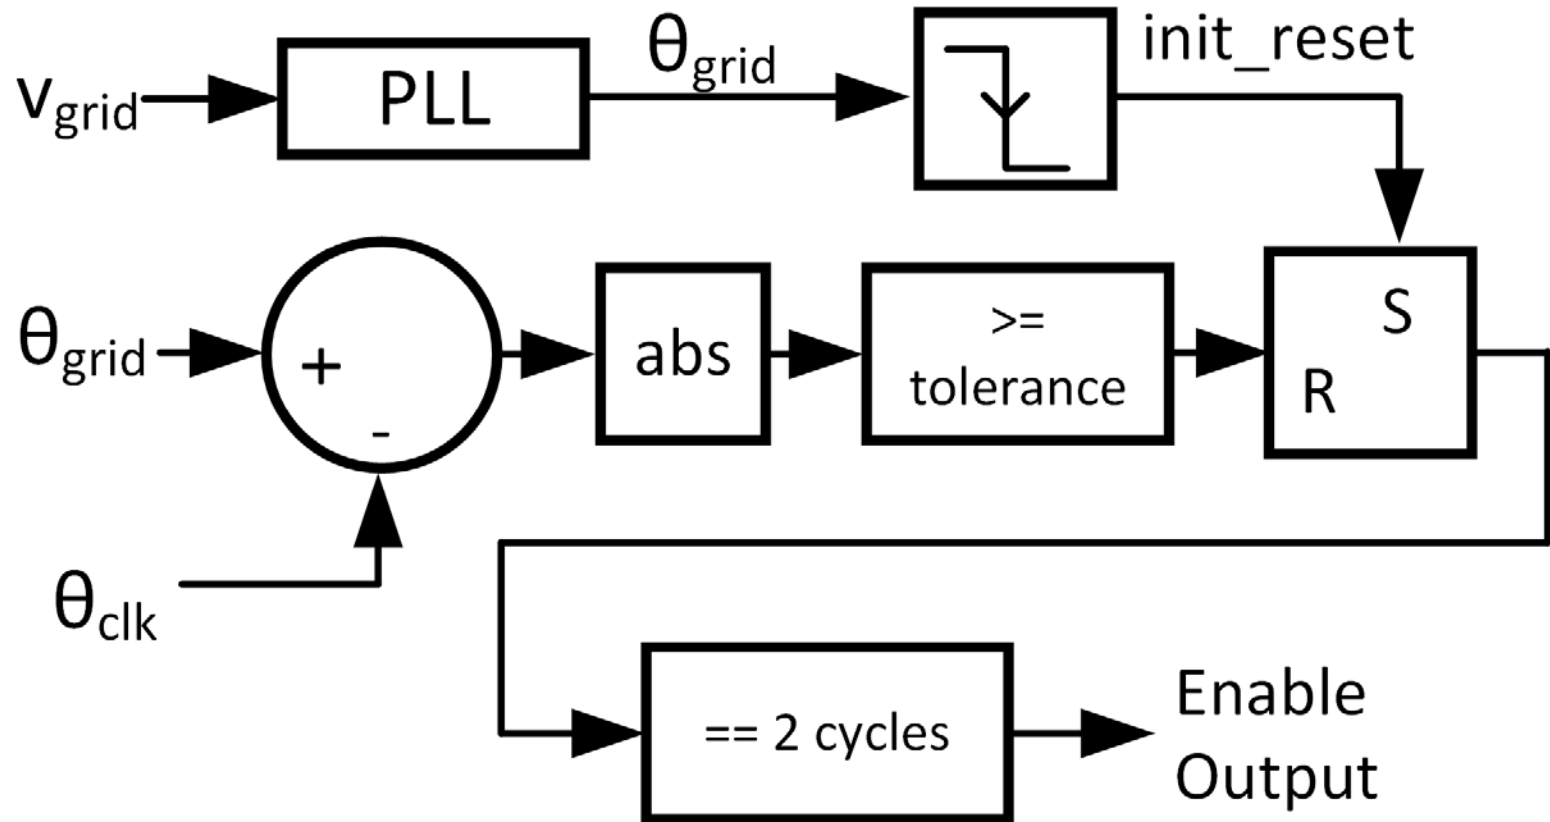 v_grid
PLL
θ_grid
init_reset
θ_grid
+
-
abs
>=
tolerance
S
R
θ_clk
== 2 cycles
Enable
Output